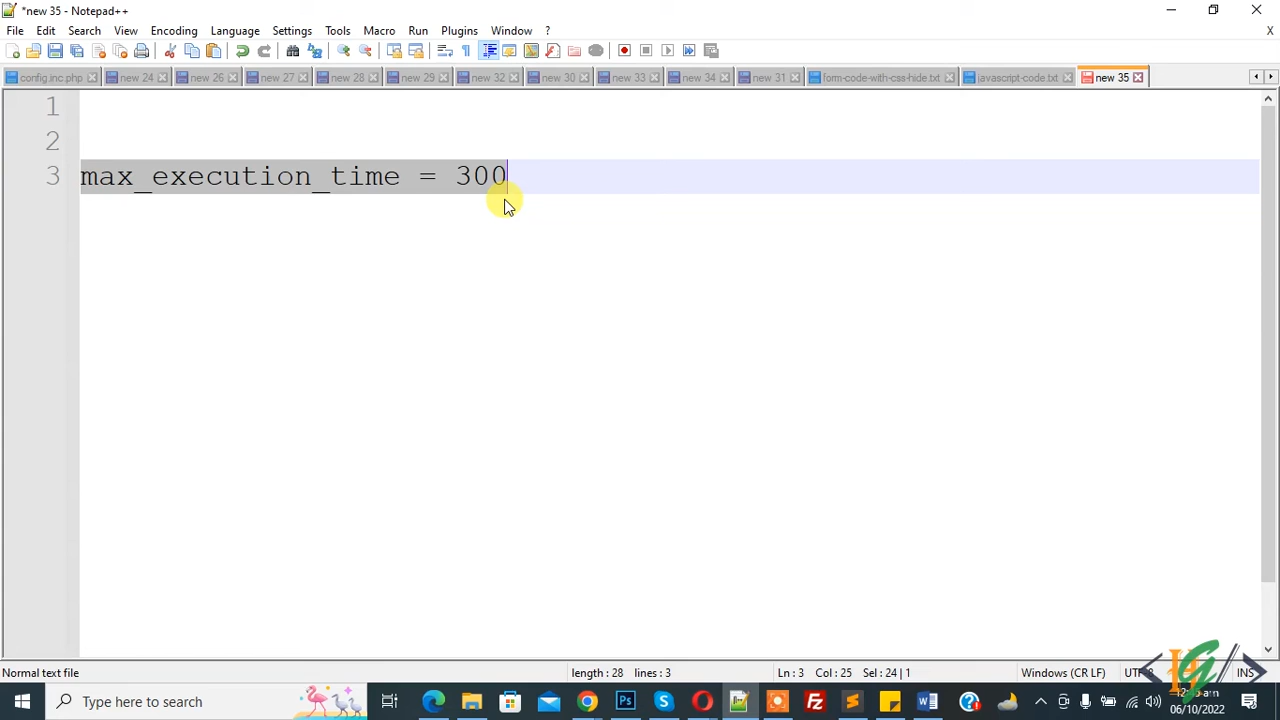 *new 35 - Notepad++
File Edit Search View Encoding Language Settings Tools Macro Run Plugins Window ? X
config.inc.php new 24 new 26 new 27 new 28 new 29 new 32 new 30 new 33 new 34 new 31 form-code-with-css-hide.txt javascript-code.txt new 35
1
2
3 max_execution_time = 300
Normal text file length : 28 lines : 3 Ln : 3 Col : 25 Sel : 24 | 1 Windows (CR LF) INS
Type here to search
06/10/2022